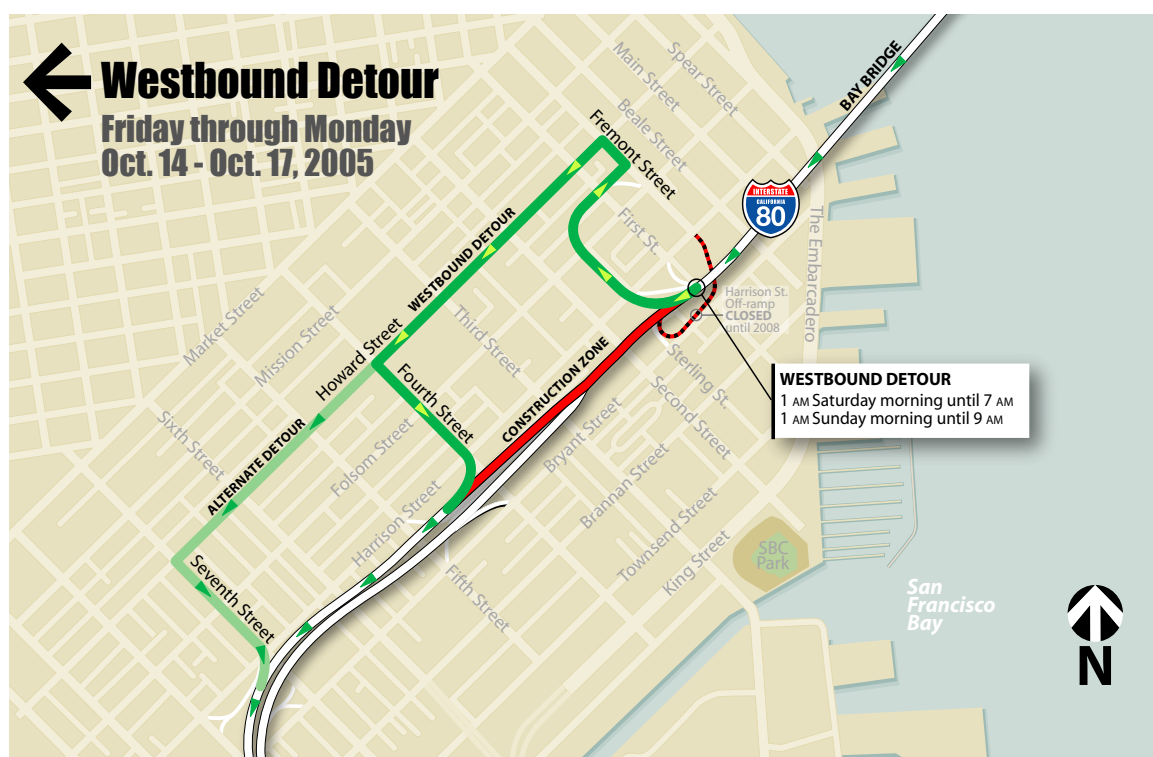 Westbound Detour
Friday through Monday
Oct. 14 - Oct. 17, 2005
BAY BRIDGE
Spear Street
Main Street
Beale Street
Fremont Street
First St.
INTERSTATE
CALIFORNIA
80
The Embarcadero
WESTBOUND DETOUR
Harrison St.
Off-ramp
CLOSED
until 2008
Market Street
Mission Street
Howard Street
Third Street
Fourth Street
CONSTRUCTION ZONE
Sterling St.
Second Street
WESTBOUND DETOUR
1 AM Saturday morning until 7 AM
1 AM Sunday morning until 9 AM
Sixth Street
ALTERNATE DETOUR
Folsom Street
Bryant Street
Brannan Street
Harrison Street
Townsend Street
King Street
Seventh Street
Fifth Street
SBC
Park
San
Francisco
Bay
N